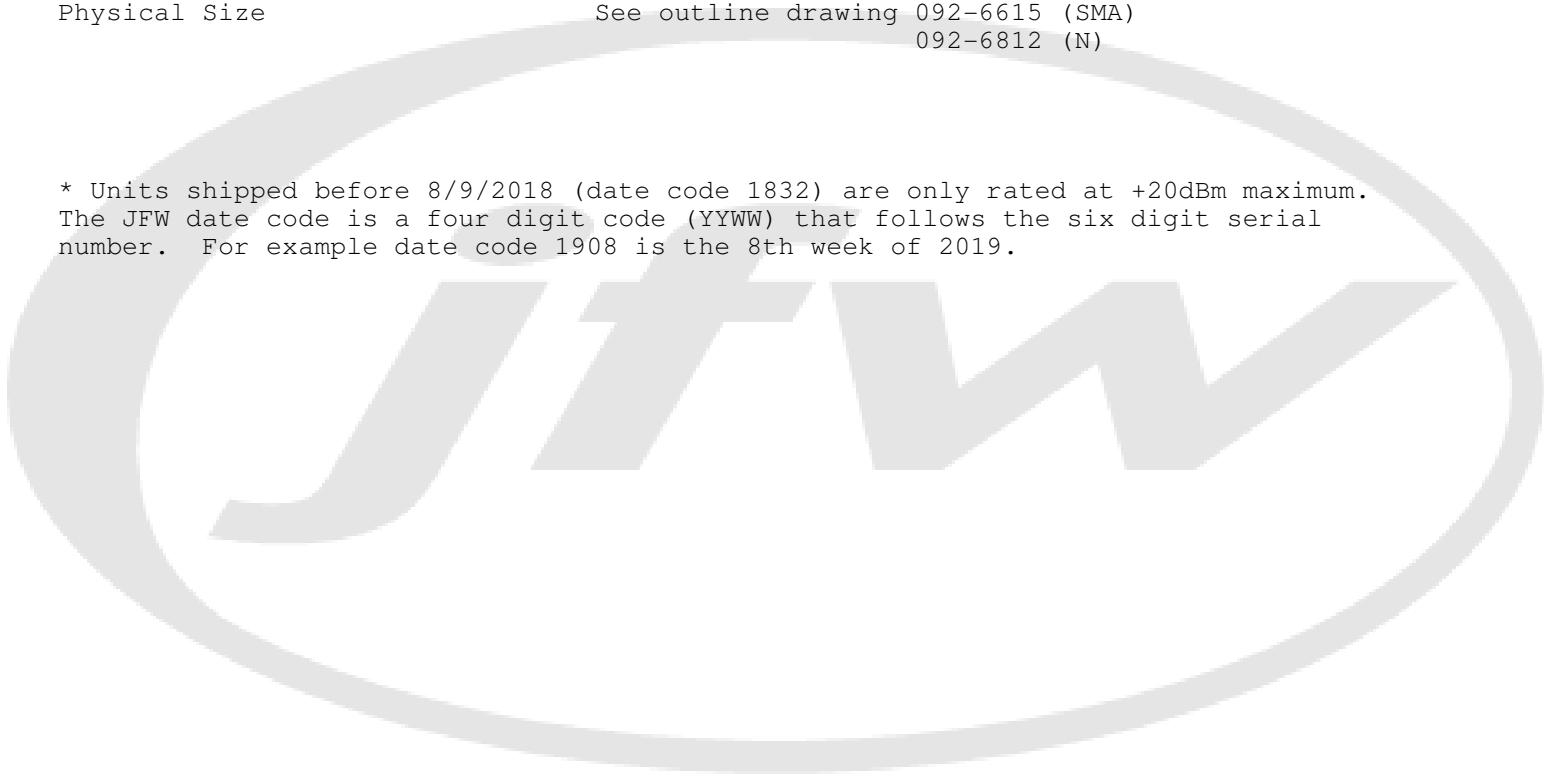 Physical Size See outline drawing 092-6615 (SMA)
092-6812 (N)
* Units shipped before 8/9/2018 (date code 1832) are only rated at +20dBm maximum.
The JFW date code is a four digit code (YYWW) that follows the six digit serial
number. For example date code 1908 is the 8th week of 2019.
jfw